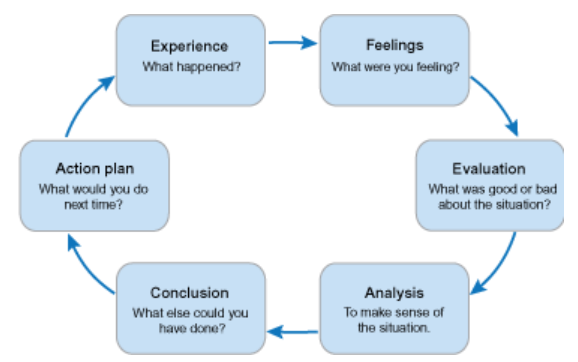 Experience
What happened?
Feelings
What were you feeling?
Evaluation
What was good or bad
about the situation?
Analysis
To make sense of
the situation.
Conclusion
What else could you
have done?
Action plan
What would you do
next time?